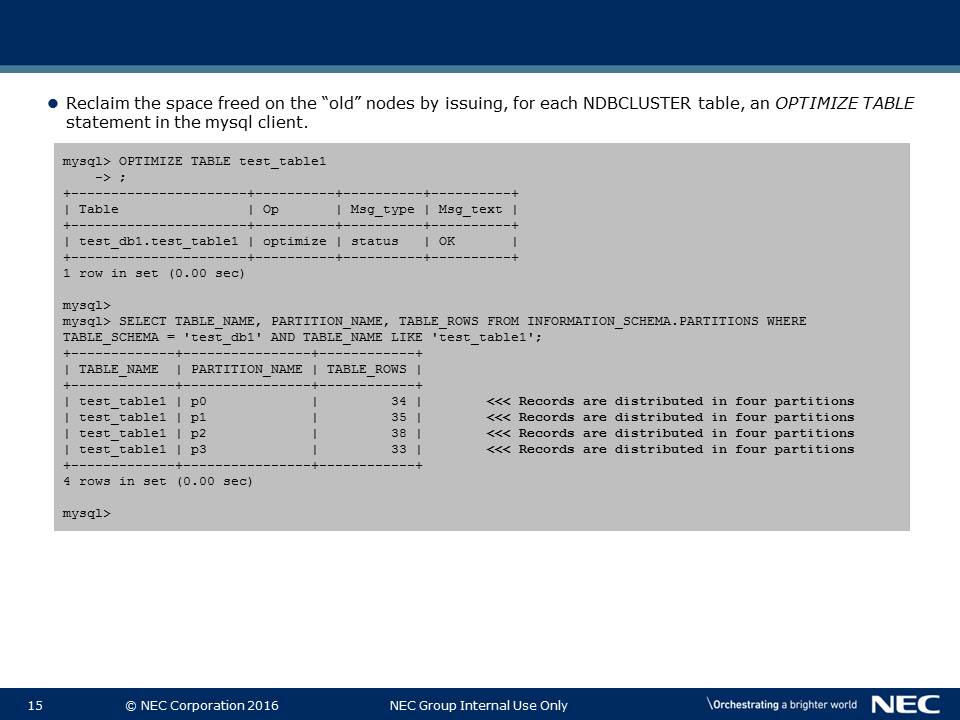 Reclaim the space freed on the “old” nodes by issuing, for each NDBCLUSTER table, an OPTIMIZE TABLE
statement in the mysql client.
mysql> OPTIMIZE TABLE test_table1
    -> ;
+----------------------+----------+----------+----------+
| Table                | Op       | Msg_type | Msg_text |
+----------------------+----------+----------+----------+
| test_db1.test_table1 | optimize | status   | OK       |
+----------------------+----------+----------+----------+
1 row in set (0.00 sec)
mysql>
mysql> SELECT TABLE_NAME, PARTITION_NAME, TABLE_ROWS FROM INFORMATION_SCHEMA.PARTITIONS WHERE
TABLE_SCHEMA = 'test_db1' AND TABLE_NAME LIKE 'test_table1';
+-------------+----------------+------------+
| TABLE_NAME  | PARTITION_NAME | TABLE_ROWS |
+-------------+----------------+------------+
| test_table1 | p0             |         34 |        <<< Records are distributed in four partitions
| test_table1 | p1             |         35 |        <<< Records are distributed in four partitions
| test_table1 | p2             |         38 |        <<< Records are distributed in four partitions
| test_table1 | p3             |         33 |        <<< Records are distributed in four partitions
+-------------+----------------+------------+
4 rows in set (0.00 sec)
mysql>
15 © NEC Corporation 2016 NEC Group Internal Use Only \Orchestrating a brighter world NEC